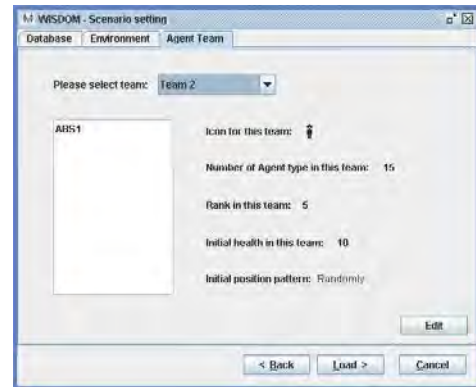 WISDOM - Scenario setting
Database Environment Agent Team
Please select team: Team 2
ABS1
Icon for this team:
Number of Agent type in this team: 15
Rank in this team: 5
Initial health in this team: 10
Initial position pattern: Randomly
Edit
< Back Load > Cancel